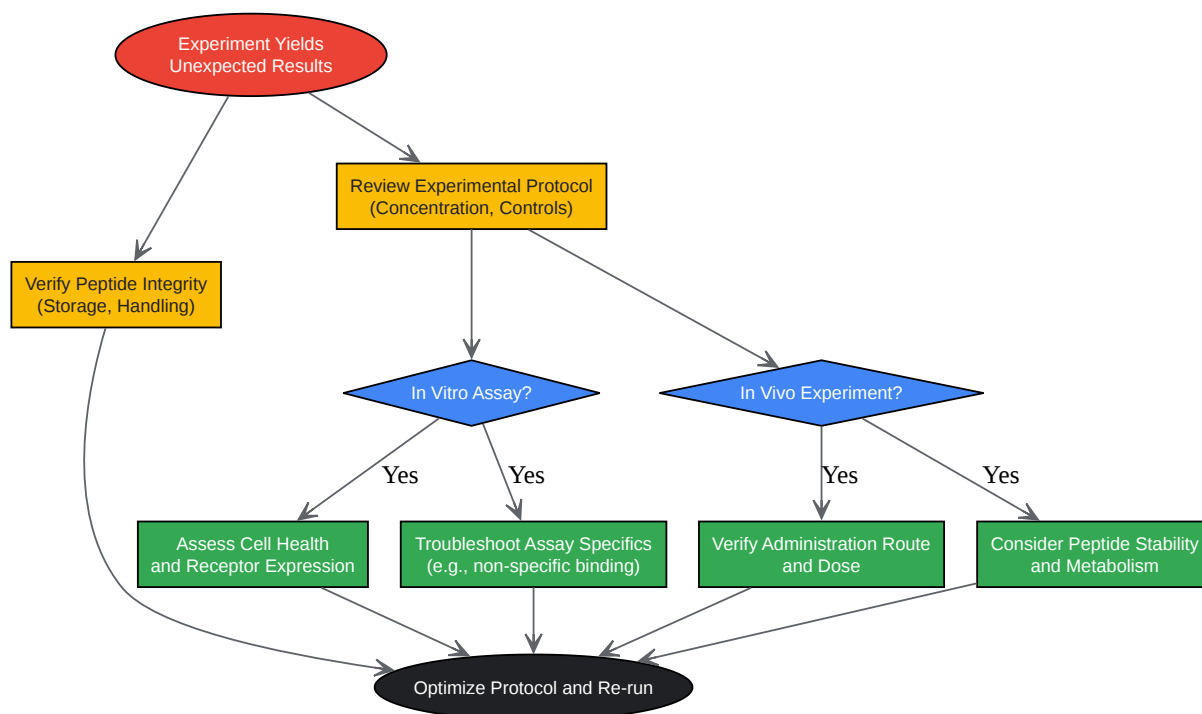 Experiment Yields
Unexpected Results
Review Experimental Protocol
(Concentration, Controls)
Verify Peptide Integrity
(Storage, Handling)
In Vitro Assay?
In Vivo Experiment?
Yes
Yes
Yes
Yes
Assess Cell Health
and Receptor Expression
Troubleshoot Assay Specifics
(e.g., non-specific binding)
Verify Administration Route
and Dose
Consider Peptide Stability
and Metabolism
Optimize Protocol and Re-run